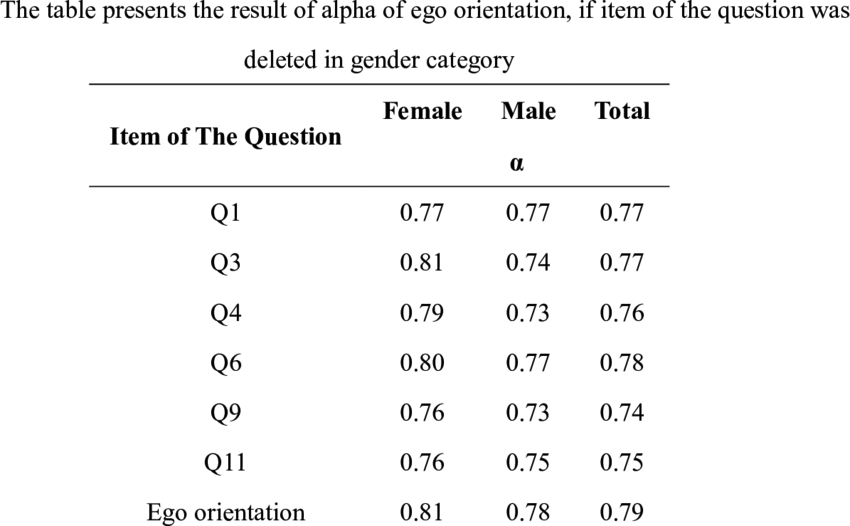 The table presents the result of alpha of ego orientation, if item of the question was
deleted in gender category
Item of The Question Female Male Total
α
Q1 0.77 0.77 0.77
Q3 0.81 0.74 0.77
Q4 0.79 0.73 0.76
Q6 0.80 0.77 0.78
Q9 0.76 0.73 0.74
Q11 0.76 0.75 0.75
Ego orientation 0.81 0.78 0.79